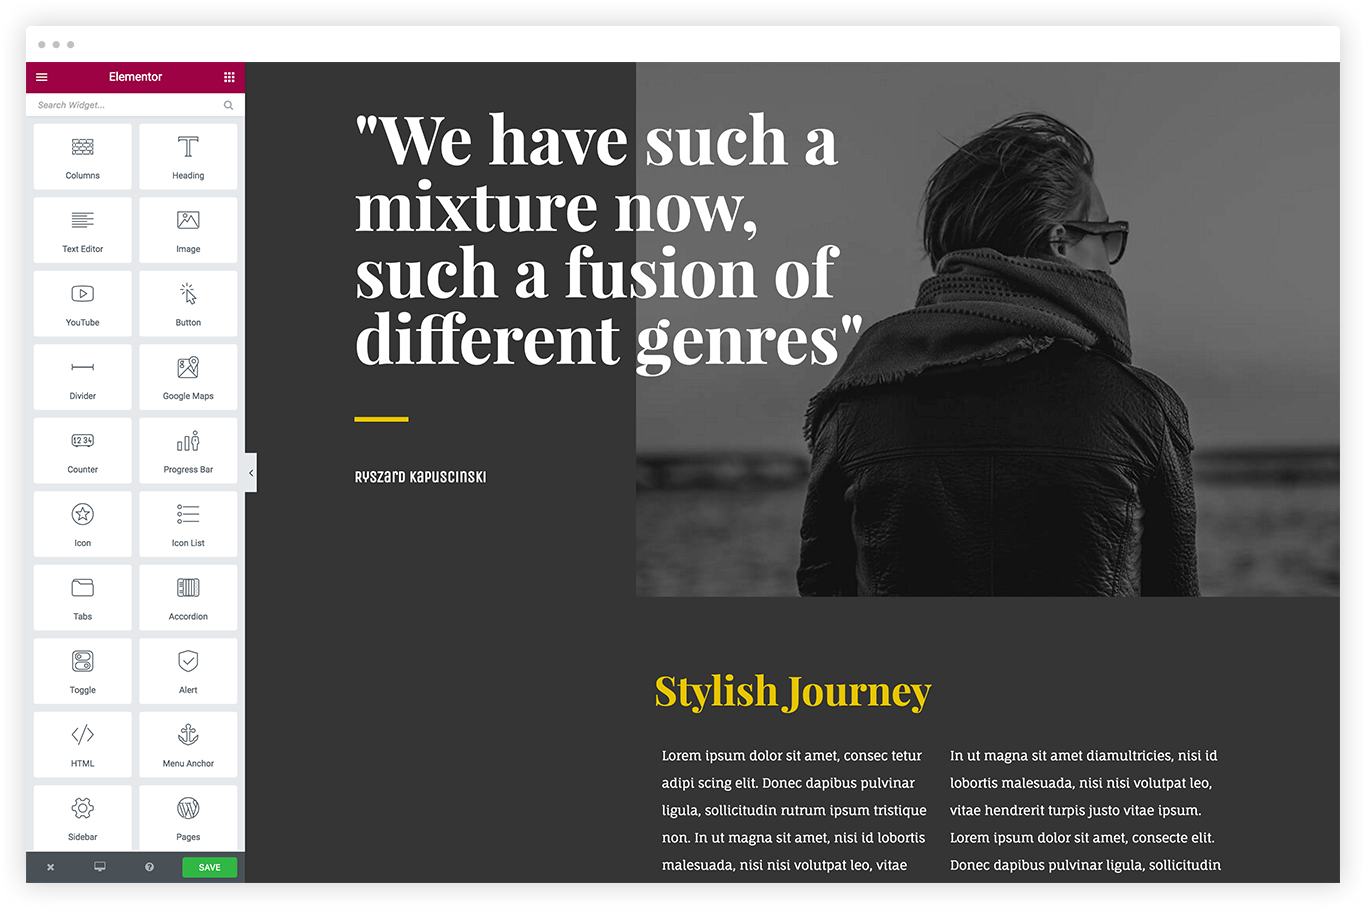 Elementor
Search Widget...
Columns
Heading
Text Editor
Image
YouTube
Button
Divider
Google Maps
12 34
Counter
Progress Bar
Icon
Icon List
Tabs
Accordion
Toggle
Alert
HTML
Menu Anchor
Sidebar
Pages
SAVE
"We have such a
mixture now,
such a fusion of
different genres"
Ryszard Kapuscinski
Stylish Journey
Lorem ipsum dolor sit amet, consec tetur
adipi scing elit. Donec dapibus pulvinar
ligula, sollicitudin rutrum ipsum tristique
non. In ut magna sit amet, nisi id lobortis
malesuada, nisi nisi volutpat leo, vitae
In ut magna sit amet diamultricies, nisi id
lobortis malesuada, nisi nisi volutpat leo,
vitae hendrerit turpis justo vitae ipsum.
Lorem ipsum dolor sit amet, consecte elit.
Donec dapibus pulvinar ligula, sollicitudin